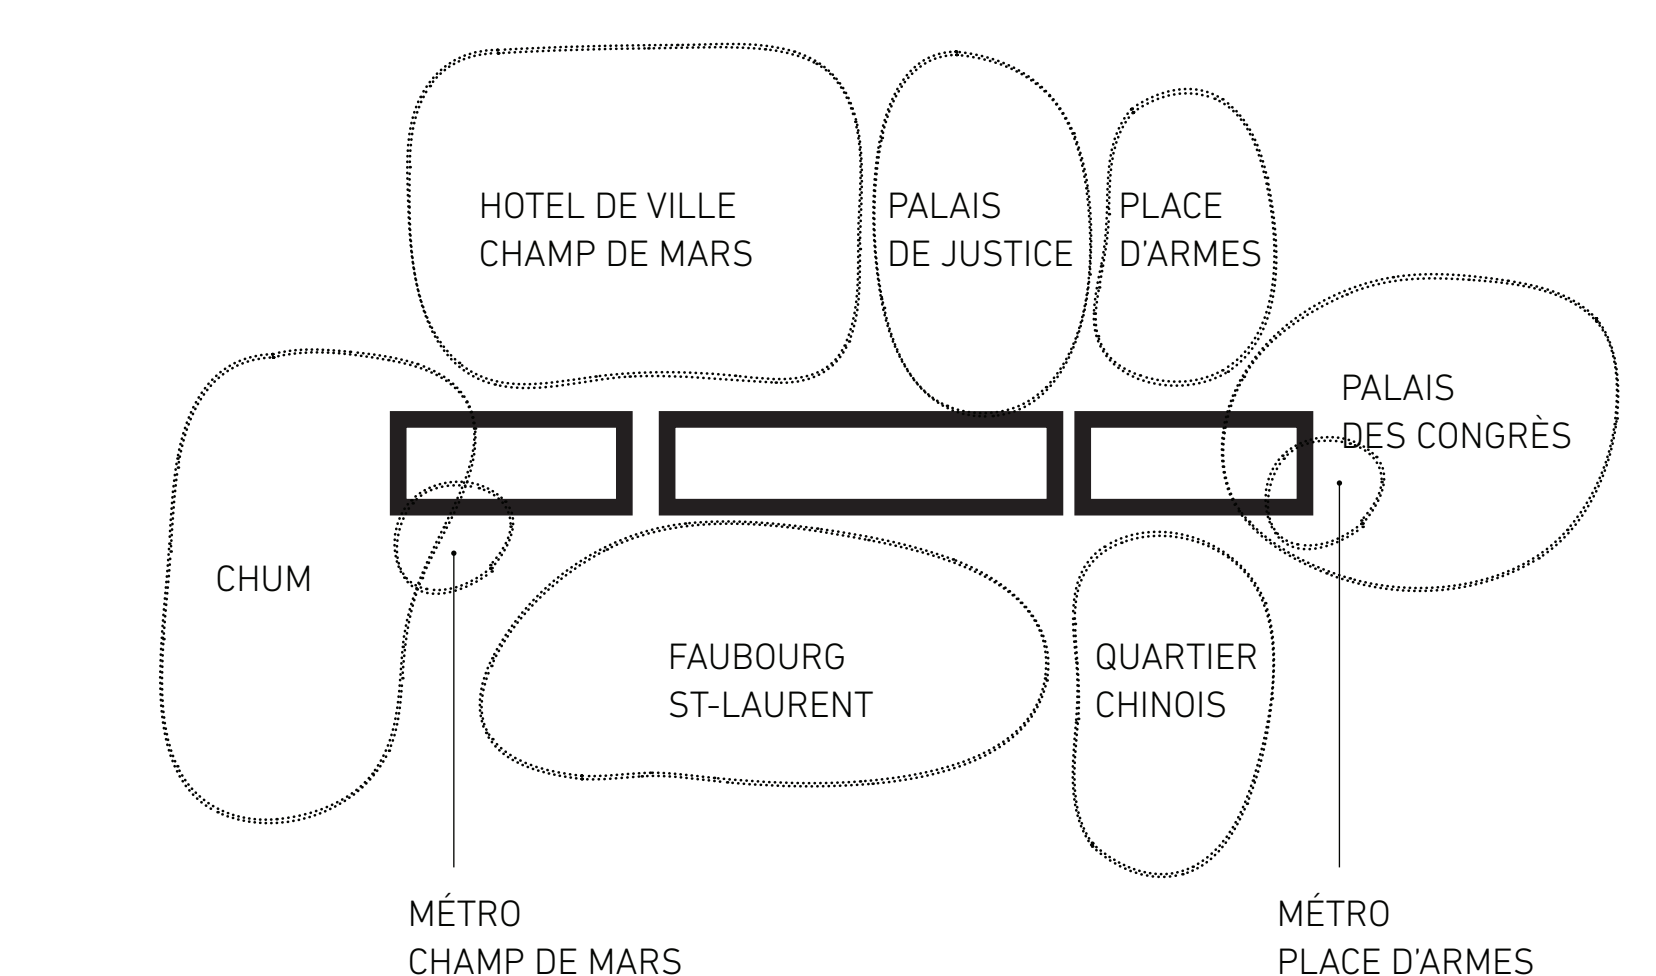 HOTEL DE VILLE
CHAMP DE MARS
PALAIS
DE JUSTICE
PLACE
D'ARMES
PALAIS
DES CONGRÈS
CHUM
FAUBOURG
ST-LAURENT
QUARTIER
CHINOIS
MÉTRO
CHAMP DE MARS
MÉTRO
PLACE D'ARMES